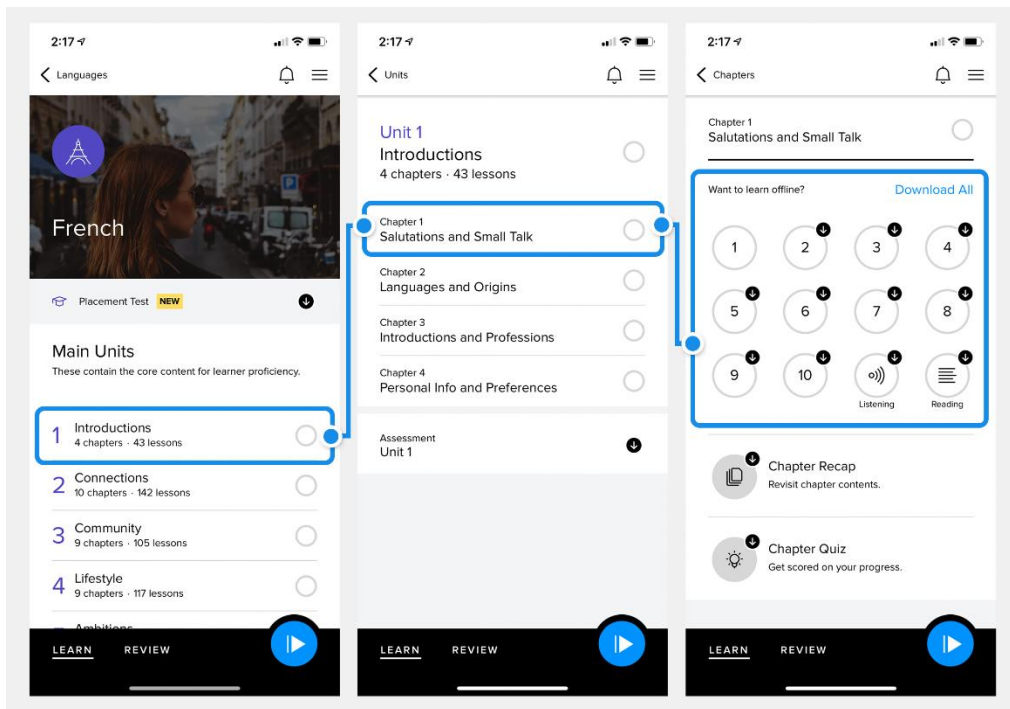 2:17
Languages
French
Placement Test NEW
Main Units
These contain the core content for learner proficiency.
1 Introductions
4 chapters · 43 lessons
2 Connections
10 chapters · 142 lessons
3 Community
9 chapters · 105 lessons
4 Lifestyle
9 chapters · 117 lessons
LEARN REVIEW
2:17
Units
Unit 1
Introductions
4 chapters · 43 lessons
Chapter 1
Salutations and Small Talk
Chapter 2
Languages and Origins
Chapter 3
Introductions and Professions
Chapter 4
Personal Info and Preferences
Assessment
Unit 1
LEARN REVIEW
2:17
Chapters
Chapter 1
Salutations and Small Talk
Want to learn offline? Download All
1 2 3 4
5 6 7 8
9 10
Listening Reading
Chapter Recap
Revisit chapter contents.
Chapter Quiz
Get scored on your progress.
LEARN REVIEW